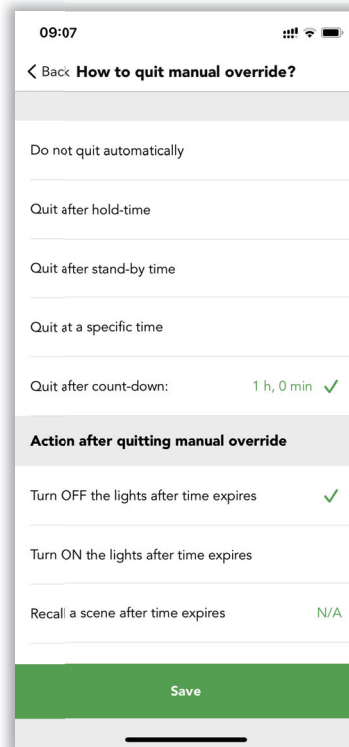 09:07
Back How to quit manual override?
Do not quit automatically
Quit after hold-time
Quit after stand-by time
Quit at a specific time
Quit after count-down: 1 h, 0 min
Action after quitting manual override
Turn OFF the lights after time expires
Turn ON the lights after time expires
Recall a scene after time expires N/A
Save